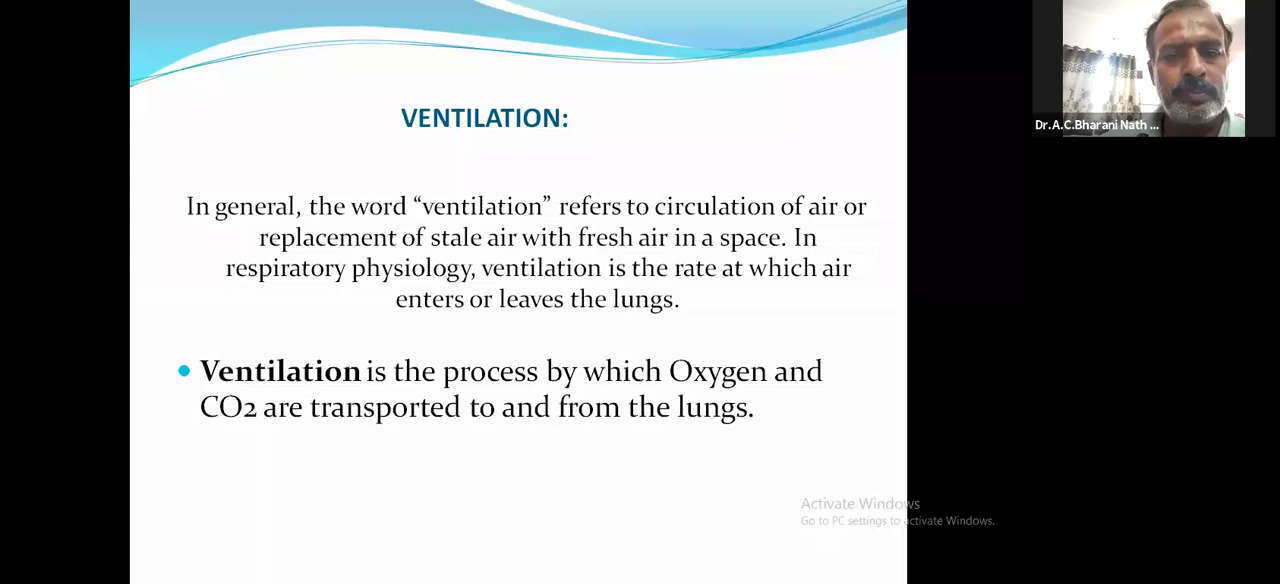 VENTILATION:
Dr.A.C.Bharani Nath ...
In general, the word “ventilation” refers to circulation of air or
replacement of stale air with fresh air in a space. In
respiratory physiology, ventilation is the rate at which air
enters or leaves the lungs.
• Ventilation is the process by which Oxygen and
CO2 are transported to and from the lungs.
Activate Windows
Go to PC settings to activate Windows.